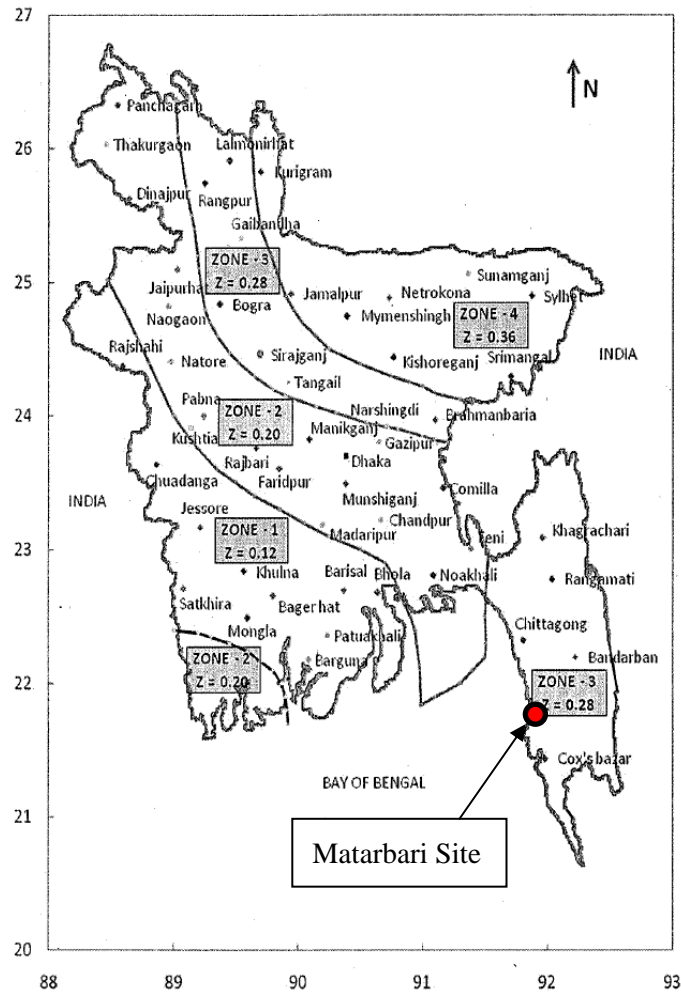 27
N
Panchagarh
26
Thakurgaon
Lalmonirhat
Kurigram
Dinajpur
Rangpur
Gaibandha
ZONE - 3
Z = 0.28
Sunamganj
25
Jaipurhat
Bogra
Jamalpur
Netrokona
Sylhet
Naogaon
Mymenshingh
ZONE - 4
Z = 0.36
Rajshahi
Natore
Sirajganj
Kishoreganj
Srimangal
INDIA
Tangail
Pabna
24
ZONE - 2
Z = 0.20
Narshingdi
Brahmanbaria
Manikganj
Kushtia
Gazipur
Rajbari
Dhaka
Chuadanga
Faridpur
Munshiganj
Comilla
INDIA
Jessore
Chandpur
Khagrachari
23
ZONE - 1
Z = 0.12
Madaripur
Feni
Khulna
Barisal
Bhola
Noakhali
Rangamati
Satkhira
Bagerhat
Mongla
Patuakhali
Chittagong
ZONE - 2
Z = 0.20
Barguna
Bandarban
22
ZONE - 3
Z = 0.28
Cox's bazar
BAY OF BENGAL
21
Matarbari Site
20
88
89
90
91
92
93